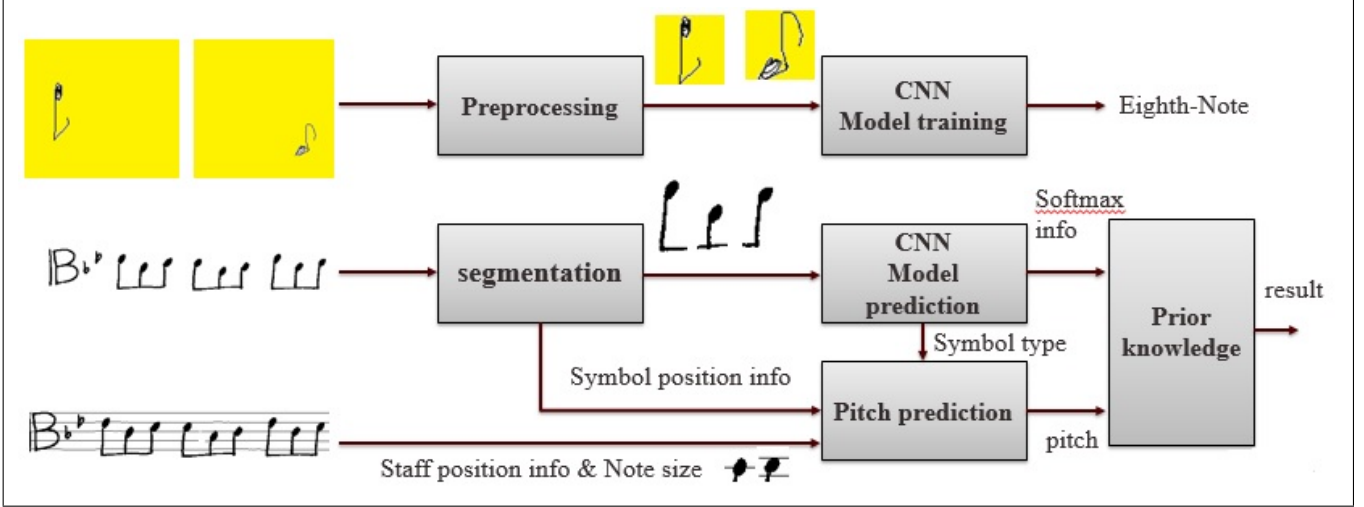 Preprocessing
CNN
Model training
Eighth-Note
segmentation
CNN
Model
prediction
Softmax
info
Prior
knowledge
result
Symbol type
Symbol position info
Pitch prediction
pitch
Staff position info & Note size